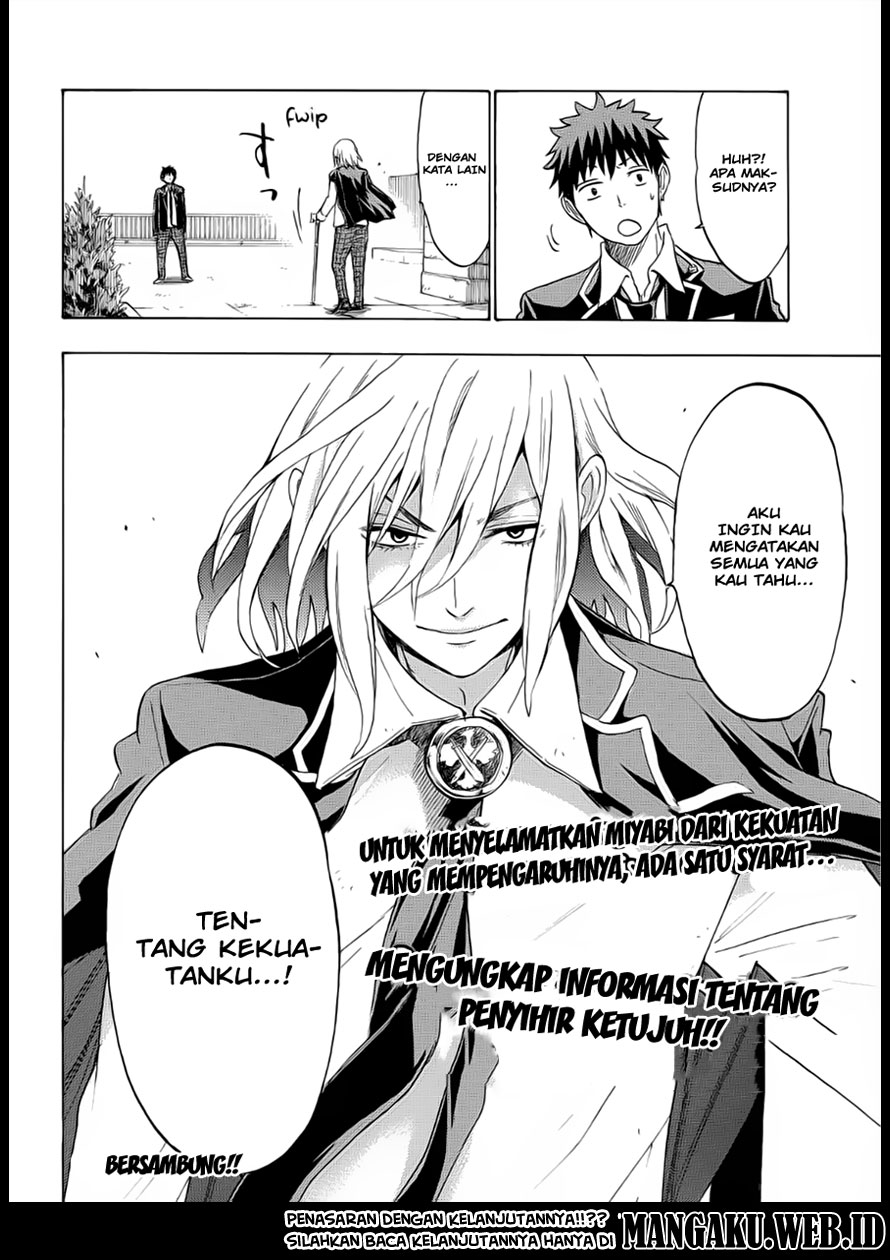 HUH?!
APA MAK-
SUDNYA?
DENGAN
KATA LAIN
...
fwip
すっ
AKU
INGIN KAU
MENGATAKAN
SEMUA YANG
KAU TAHU...
UNTUK MENYELAMATKAN MIYABI DARI KEKUATAN
YANG MEMPENGARUHINYA, ADA SATU SYARAT...
TEN-
TANG KEKUA-
TANKU...!
MENGUNGKAP INFORMASI TENTANG
PENYIHIR KETUJUH!!
BERSAMBUNG!!
PENASARAN DENGAN KELANJUTANNYA!!??
SILAHKAN BACA KELANJUTANNYA HANYA DI MANGAKU.WEB.ID